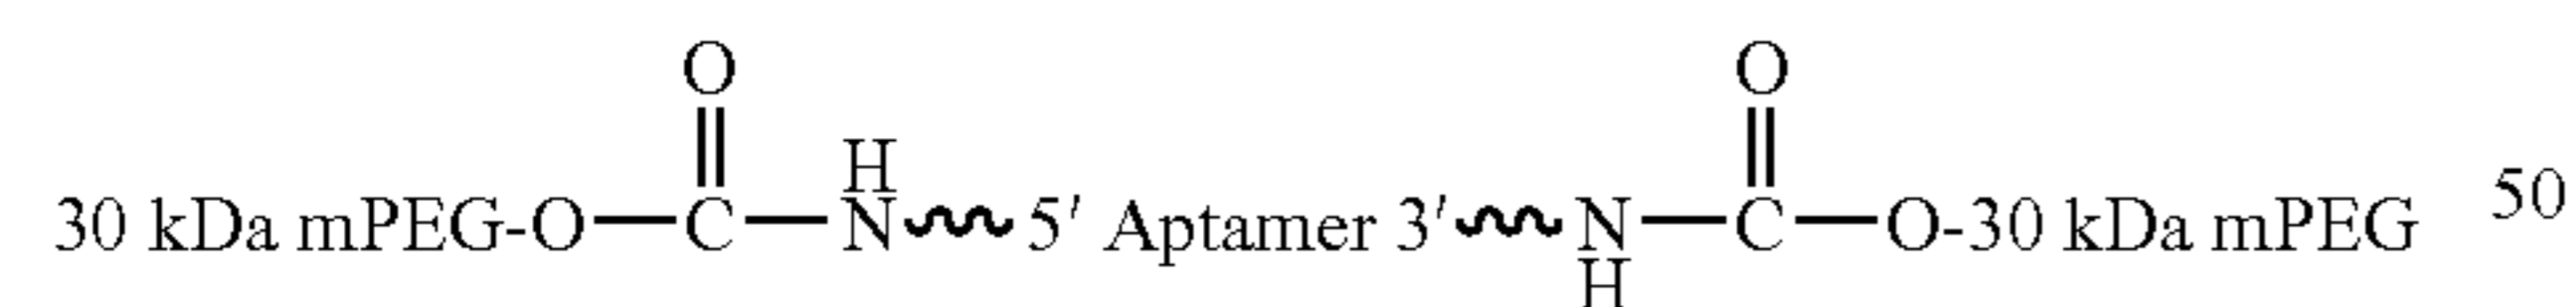 O O
H
30 kDa mPEG-O—C—N 5′ Aptamer 3′ N—C—O-30 kDa mPEG 50
H